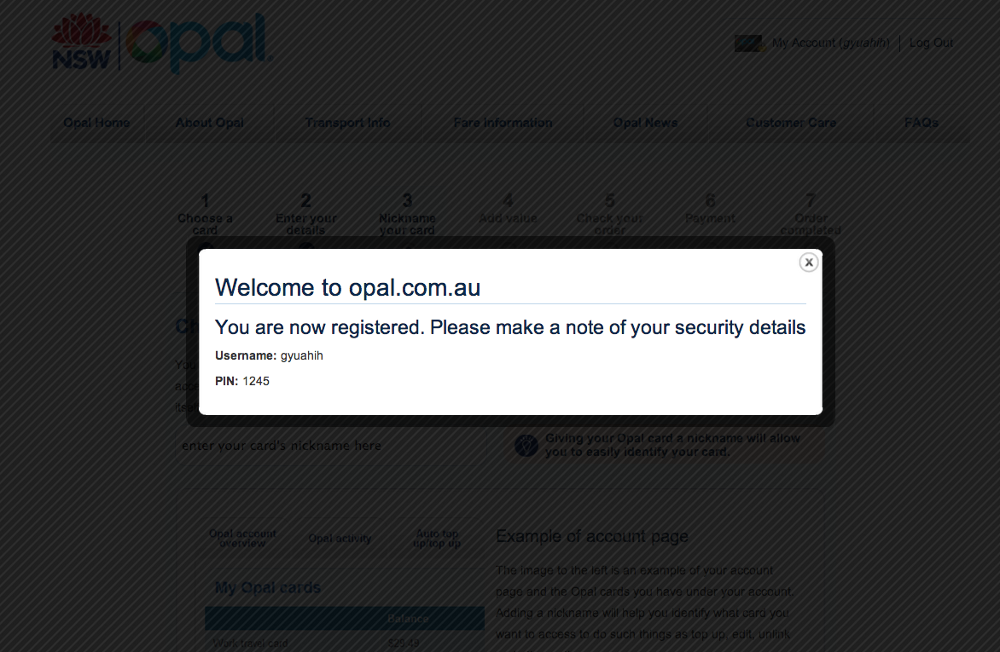 NSW opal
My Account (gyuahih) | Log Out
Opal Home About Opal Transport Info Fare Information Opal News Customer Care FAQs
1 2 3 4 5 6 7
Choose a card Enter your details Nickname your card Add value Check your order Payment Order completed
x
Welcome to opal.com.au
You are now registered. Please make a note of your security details
Username: gyuahih
PIN: 1245
enter your card's nickname here
Giving your Opal card a nickname will allow
you to easily identify your card.
Opal account overview Opal activity Auto top up/top up
Example of account page
The image to the left is an example of your account
page and the Opal cards you have under your account.
My Opal cards
Adding a nickname will help you identify what card you
Balance
want to access to do such things as top up, edit, unlink
Work travel card $29.48